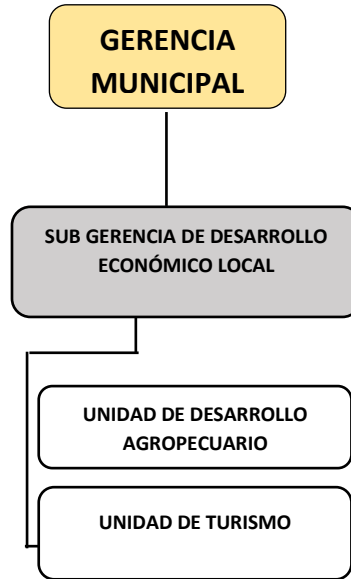 GERENCIA
MUNICIPAL
SUB GERENCIA DE DESARROLLO
ECONÓMICO LOCAL
UNIDAD DE DESARROLLO
AGROPECUARIO
UNIDAD DE TURISMO